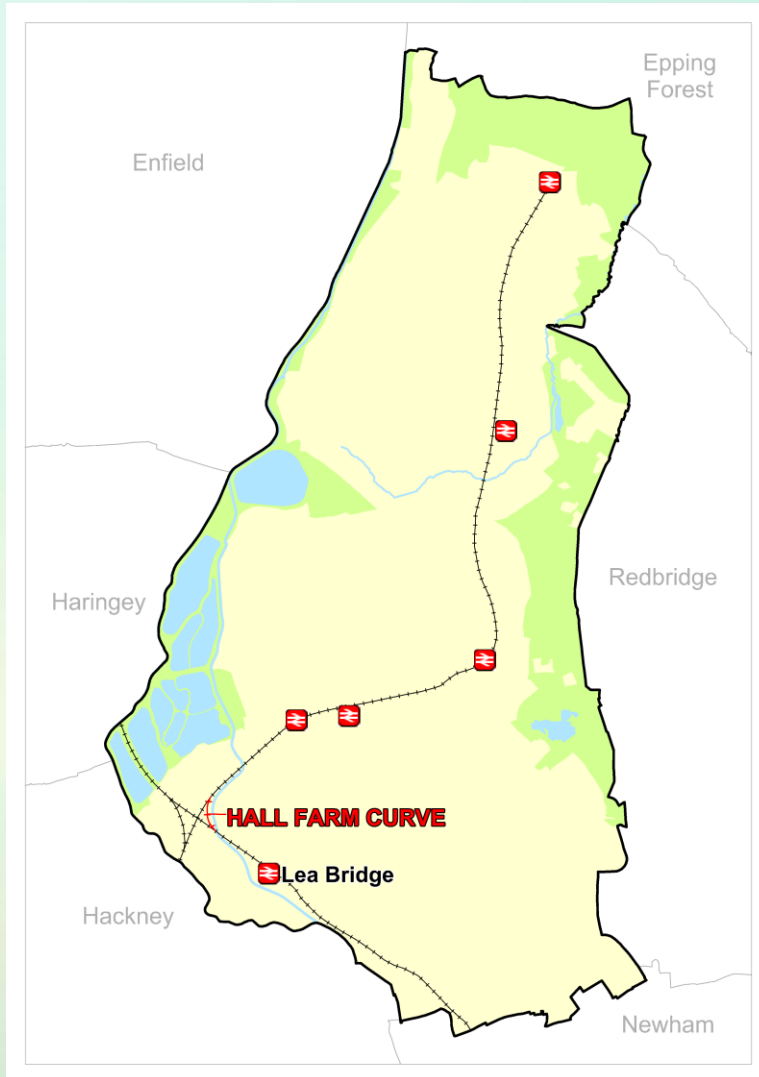 Epping
Forest
Enfield
Haringey
Redbridge
HALL FARM CURVE
Lea Bridge
Hackney
Newham